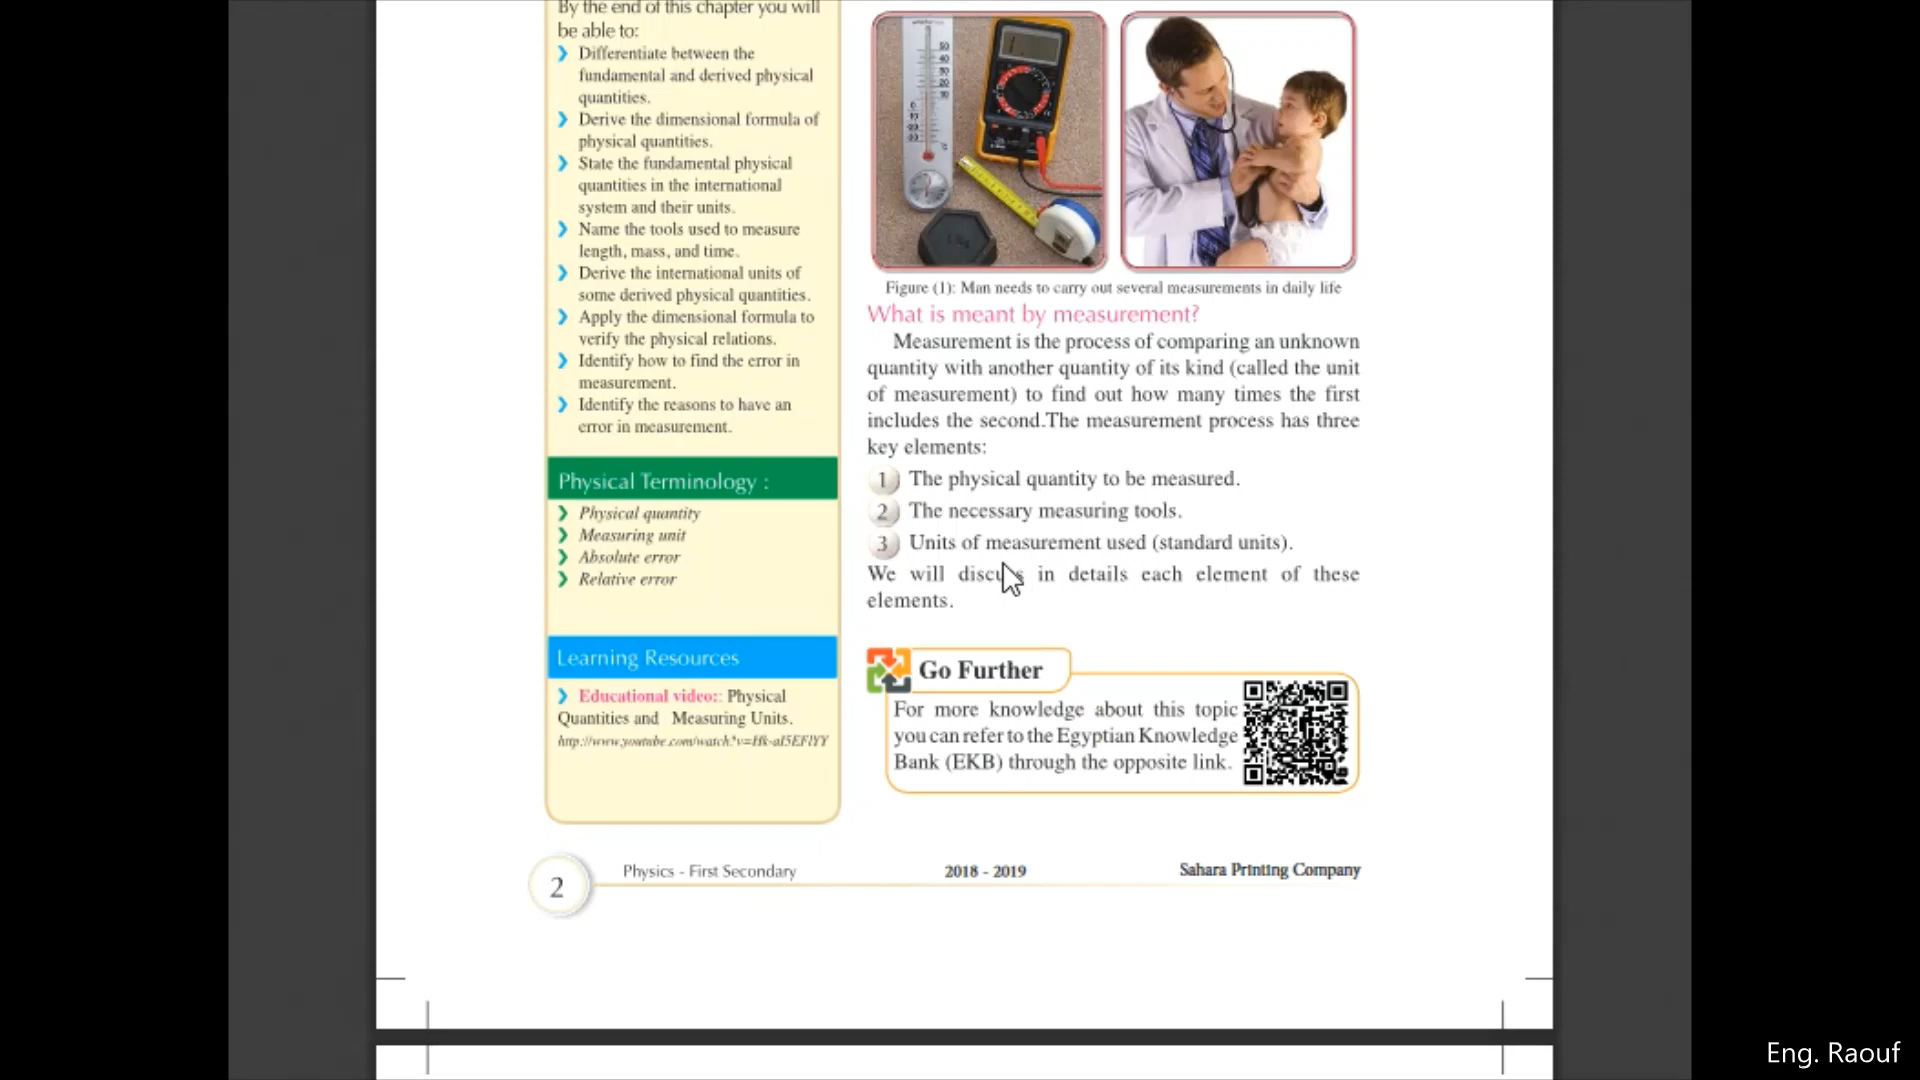 By the end of this chapter you will
be able to:
Differentiate between the
fundamental and derived physical
quantities.
Derive the dimensional formula of
physical quantities.
State the fundamental physical
quantities in the international
system and their units.
Name the tools used to measure
length, mass, and time.
Derive the international units of
some derived physical quantities.
Apply the dimensional formula to
verify the physical relations.
Identify how to find the error in
measurement.
Identify the reasons to have an
error in measurement.
Physical Terminology :
Physical quantity
Measuring unit
Absolute error
Relative error
Learning Resources
Educational video:: Physical
Quantities and Measuring Units.
Figure (1): Man needs to carry out several measurements in daily life
What is meant by measurement?
Measurement is the process of comparing an unknown
quantity with another quantity of its kind (called the unit
of measurement) to find out how many times the first
includes the second.The measurement process has three
key elements:
1 The physical quantity to be measured.
2 The necessary measuring tools.
3 Units of measurement used (standard units).
We will discuss in details each element of these
elements.
Go Further
For more knowledge about this topic
you can refer to the Egyptian Knowledge
Bank (EKB) through the opposite link.
2 Physics - First Secondary 2018 - 2019 Sahara Printing Company
Eng. Raouf